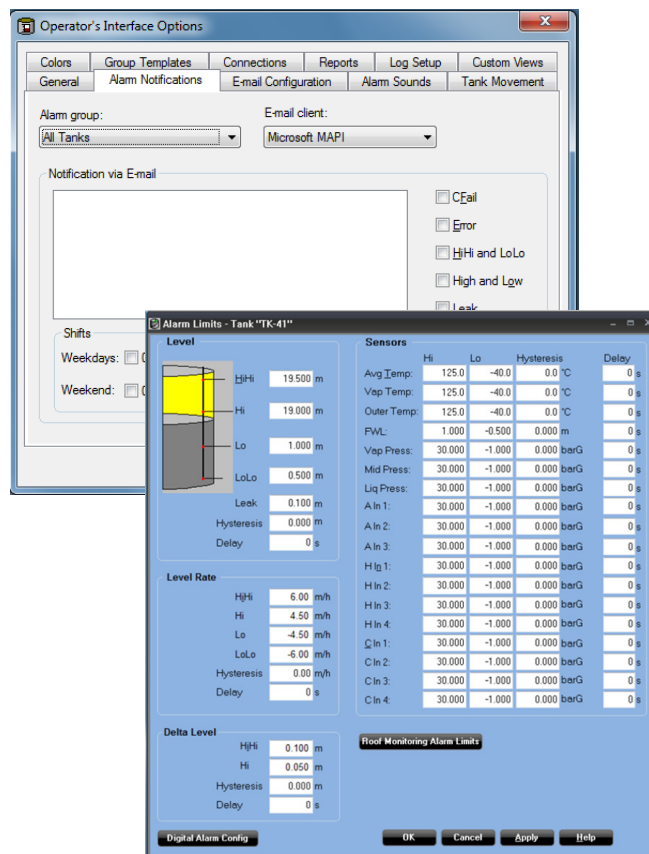 Operator's Interface Options
Colors Group Templates Connections Reports Log Setup Custom Views
General Alarm Notifications E-mail Configuration Alarm Sounds Tank Movement
Alarm group: E-mail client:
All Tanks Microsoft MAPI
Notification via E-mail
CFail
Error
HiHi and LoLo
High and Low
Shifts
Weekdays:
Weekend:
Alarm Limits - Tank "TK-41"
Level
HiHi 19.500 m
Hi 19.000 m
Lo 1.000 m
LoLo 0.500 m
Leak 0.100 m
Hysteresis 0.000 m
Delay 0 s
Level Rate
HiHi 6.00 m/h
Hi 4.50 m/h
Lo -4.50 m/h
LoLo -6.00 m/h
Hysteresis 0.00 m/h
Delay 0 s
Delta Level
HiHi 0.100 m
Hi 0.050 m
Hysteresis 0.000 m
Delay 0 s
Digital Alarm Config
Sensors
Hi Lo Hysteresis Delay
Avg Temp: 125.0 -40.0 0.0 °C 0 s
Vap Temp: 125.0 -40.0 0.0 °C 0 s
Outer Temp: 125.0 -40.0 0.0 °C 0 s
FWL: 1.000 -0.500 0.000 m 0 s
Vap Press: 30.000 -1.000 0.000 barG 0 s
Mid Press: 30.000 -1.000 0.000 barG 0 s
Liq Press: 30.000 -1.000 0.000 barG 0 s
A In 1: 30.000 -1.000 0.000 barG 0 s
A In 2: 30.000 -1.000 0.000 barG 0 s
A In 3: 30.000 -1.000 0.000 barG 0 s
H In 1: 30.000 -1.000 0.000 barG 0 s
H In 2: 30.000 -1.000 0.000 barG 0 s
H In 3: 30.000 -1.000 0.000 barG 0 s
H In 4: 30.000 -1.000 0.000 barG 0 s
C In 1: 30.000 -1.000 0.000 barG 0 s
C In 2: 30.000 -1.000 0.000 barG 0 s
C In 3: 30.000 -1.000 0.000 barG 0 s
C In 4: 30.000 -1.000 0.000 barG 0 s
Roof Monitoring Alarm Limits
OK Cancel Apply Help